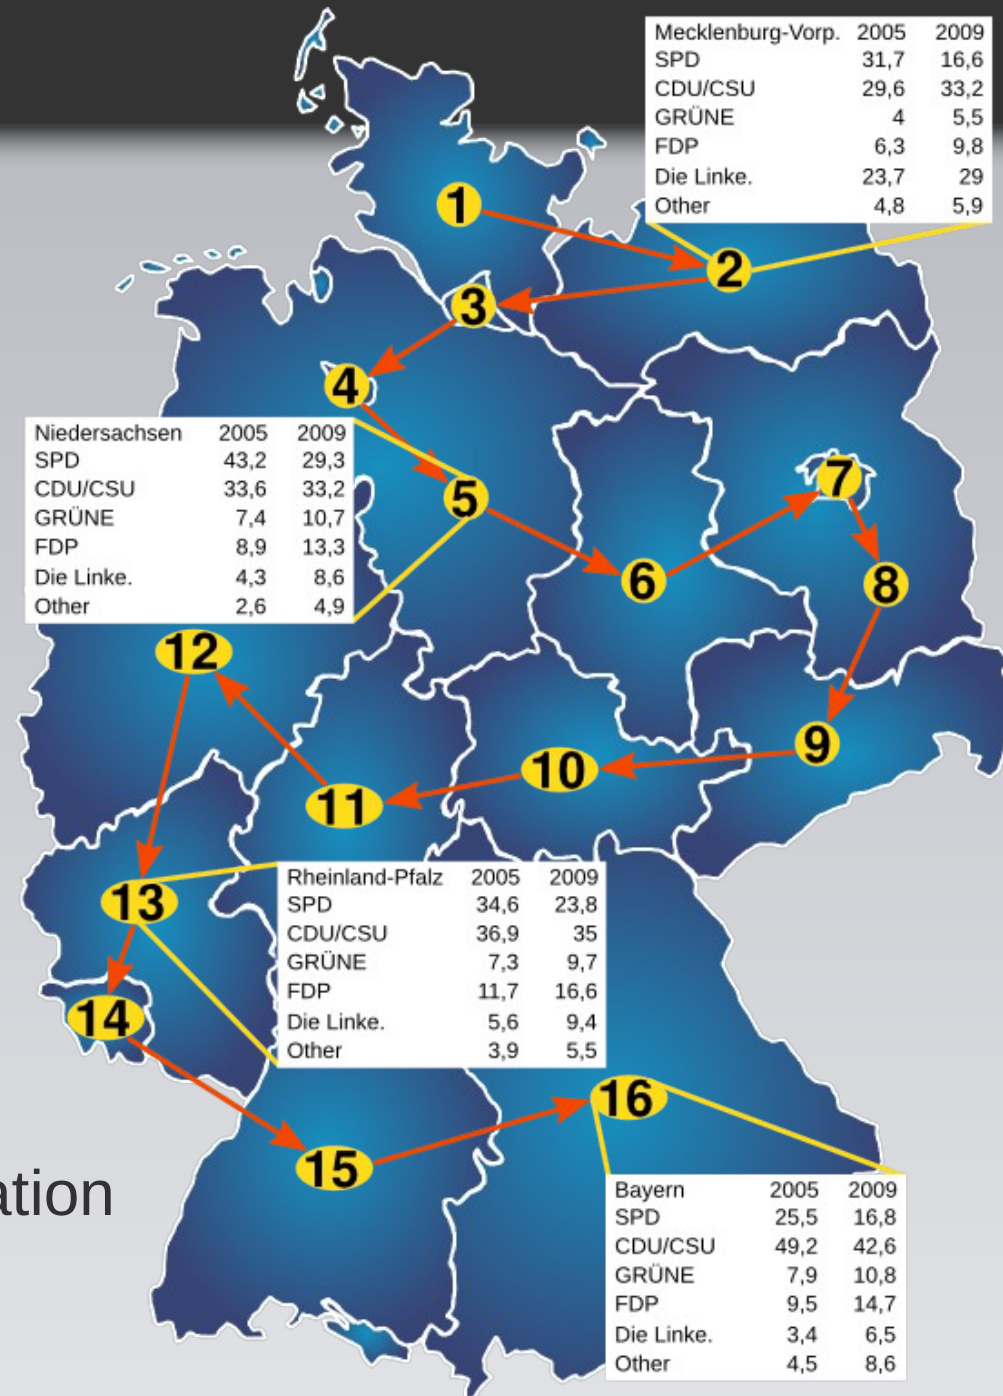 Mecklenburg-Vorp. 2005 2009
SPD 31,7 16,6
CDU/CSU 29,6 33,2
GRÜNE 4 5,5
FDP 6,3 9,8
Die Linke. 23,7 29
Other 4,8 5,9
1
2
3
4
Niedersachsen 2005 2009
SPD 43,2 29,3
CDU/CSU 33,6 33,2
GRÜNE 7,4 10,7
FDP 8,9 13,3
Die Linke. 4,3 8,6
Other 2,6 4,9
5
6
7
8
9
10
11
12
13
Rheinland-Pfalz 2005 2009
SPD 34,6 23,8
CDU/CSU 36,9 35
GRÜNE 7,3 9,7
FDP 11,7 16,6
Die Linke. 5,6 9,4
Other 3,9 5,5
14
15
16
ation
Bayern 2005 2009
SPD 25,5 16,8
CDU/CSU 49,2 42,6
GRÜNE 7,9 10,8
FDP 9,5 14,7
Die Linke. 3,4 6,5
Other 4,5 8,6